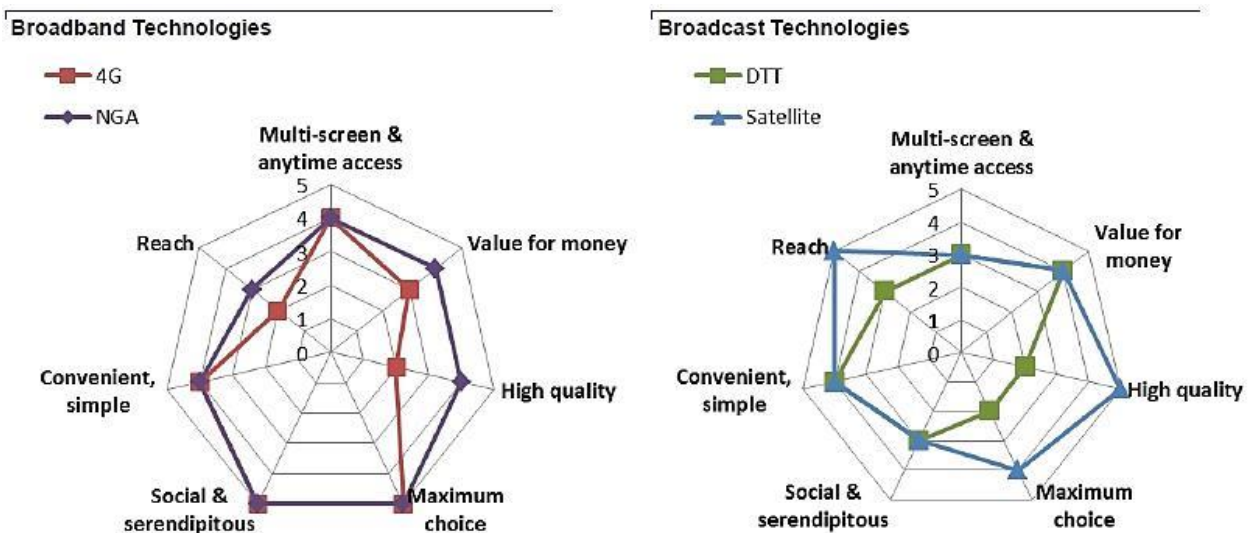 Broadband Technologies
4G
NGA
Multi-screen &
anytime access
5
4
3
2
1
0
Reach
Value for money
Convenient,
simple
High quality
Social &
serendipitous
Maximum
choice
Broadcast Technologies
DTT
Satellite
Multi-screen &
anytime access
5
4
3
2
1
0
Reach
Value for
money
Convenient,
simple
High quality
Social &
serendipitous
Maximum
choice